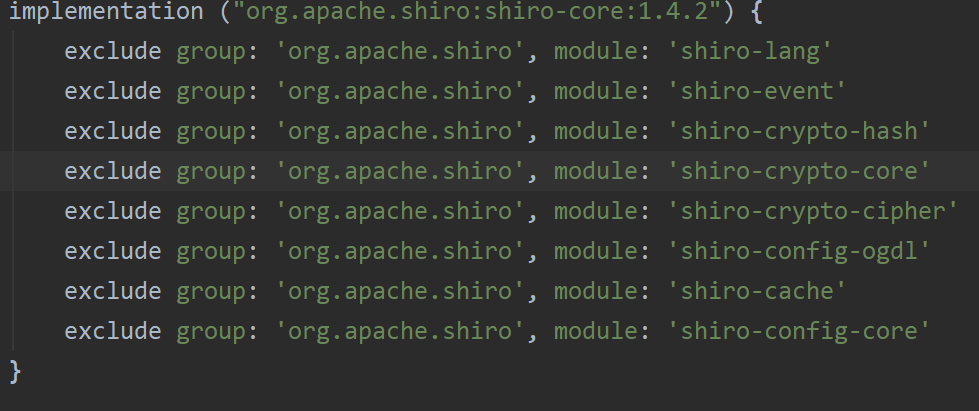 implementation ("org.apache.shiro:shiro-core:1.4.2") {
    exclude group: 'org.apache.shiro', module: 'shiro-lang'
    exclude group: 'org.apache.shiro', module: 'shiro-event'
    exclude group: 'org.apache.shiro', module: 'shiro-crypto-hash'
    exclude group: 'org.apache.shiro', module: 'shiro-crypto-core'
    exclude group: 'org.apache.shiro', module: 'shiro-crypto-cipher'
    exclude group: 'org.apache.shiro', module: 'shiro-config-ogdl'
    exclude group: 'org.apache.shiro', module: 'shiro-cache'
    exclude group: 'org.apache.shiro', module: 'shiro-config-core'
}